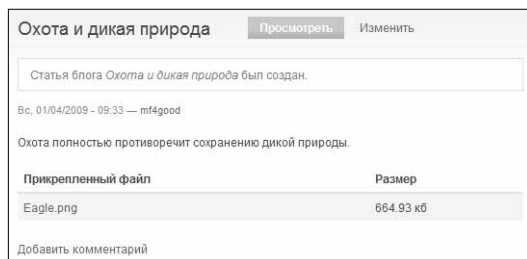 Охота и дикая природа Просмотреть Изменить
Статья блога Охота и дикая природа был создан.
Вс, 01/04/2009 - 09:33 — mf4good
Охота полностью противоречит сохранению дикой природы.
Прикрепленный файл Размер
Eagle.png 664.93 кб
Добавить комментарий